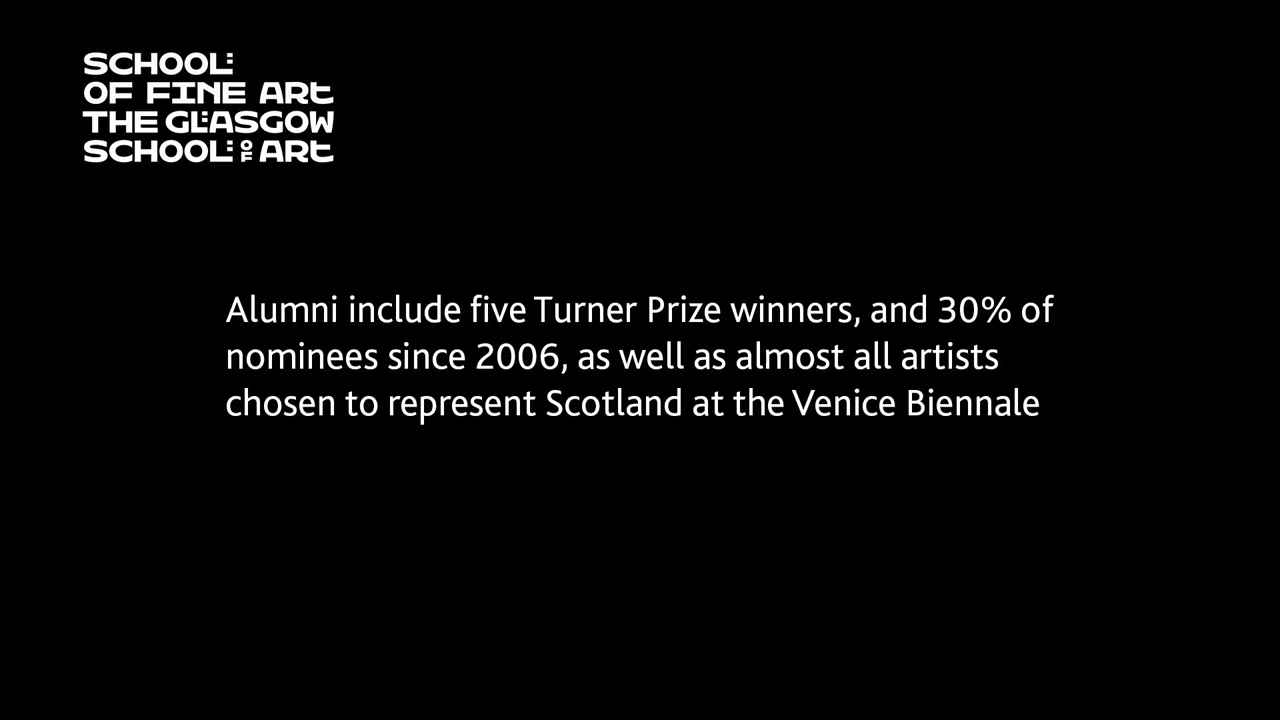 SCHOOL
OF FINE ART
THE GLASGOW
SCHOOL OF ART
Alumni include five Turner Prize winners, and 30% of
nominees since 2006, as well as almost all artists
chosen to represent Scotland at the Venice Biennale